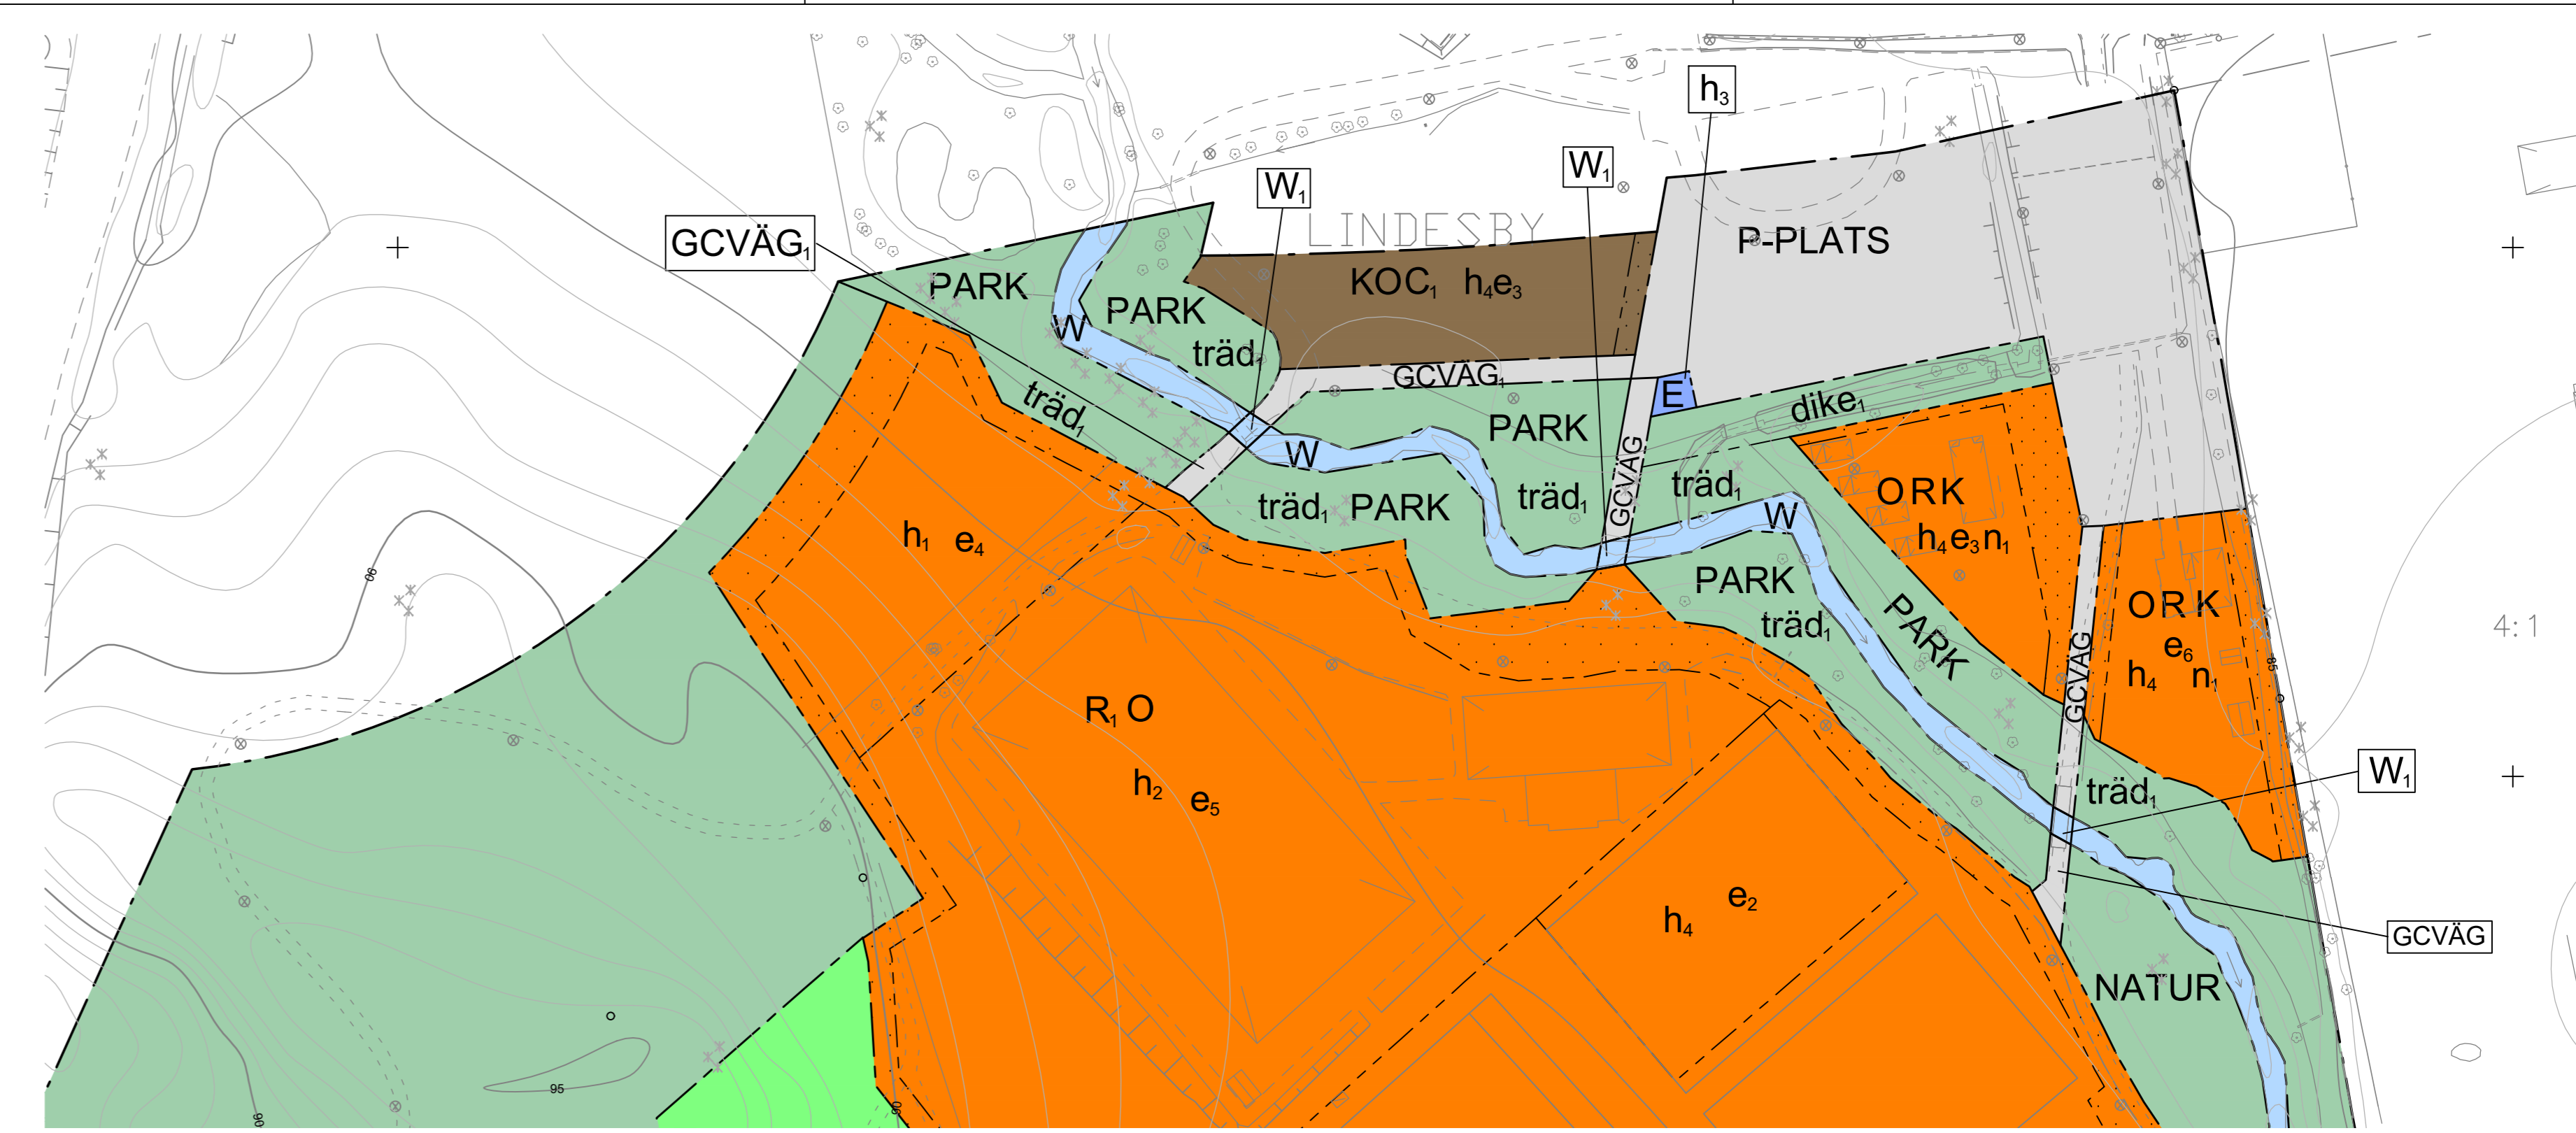 h₃
W₁
W₁
LINDESBY
GCVÄG₁
P-PLATS
PARK
KOC₁ h₄e₃
PARK
W
träd₁
GCVÄG₁
E
träd₁
dike₁
PARK
W
GCVÄG
träd₁
ORK
träd₁ PARK
träd₁
W
h₁ e₄
h₄e₃n₁
90
PARK
ORK
träd₁
PARK
4:1
e₆
h₄ n₁
85
GCVÄG
R₁ O
h₂ e₅
W₁
träd₁
e₂
h₄
GCVÄG
NATUR
95
90
90